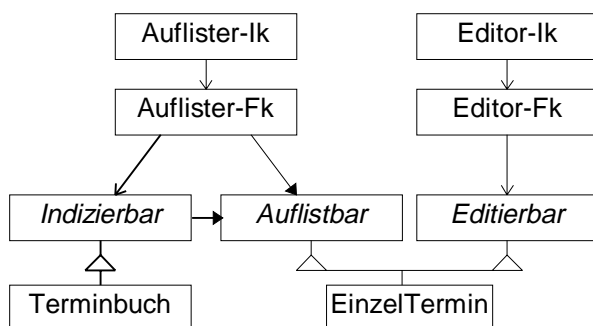 Auflister-Ik
Editor-Ik
Auflister-Fk
Editor-Fk
Indizierbar
Auflistbar
Editierbar
Terminbuch
EinzelTermin